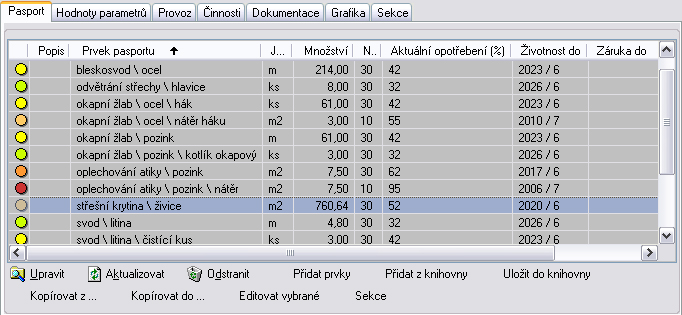 Pasport Hodnoty parametrů Provoz Činnosti Dokumentace Grafika Sekce
Popis Prvek pasportu J... Množství N.. Aktuální opotřebení (%) Životnost do Záruka do
bleskosvod \ ocel m 214,00 30 42 2023 / 6
odvětrání střechy \ hlavice ks 8,00 30 32 2026 / 6
okapní žlab \ ocel \ hák ks 61,00 30 42 2023 / 6
okapní žlab \ ocel \ nátěr háku m2 3,00 10 55 2010 / 7
okapní žlab \ pozink m 61,00 30 42 2023 / 6
okapní žlab \ pozink \ kotlík okapový ks 3,00 30 32 2026 / 6
oplechování atiky \ pozink m2 7,50 30 62 2017 / 6
oplechování atiky \ pozink \ nátěr m2 7,50 10 95 2006 / 7
střešní krytina \ živice m2 760,64 30 52 2020 / 6
svod \ litina m 4,80 30 32 2026 / 6
svod \ litina \ čistící kus ks 3,00 30 42 2023 / 6
Upravit Aktualizovat Odstranit Přidat prvky Přidat z knihovny Uložit do knihovny
Kopírovat z ... Kopírovat do ... Editovat vybrané Sekce